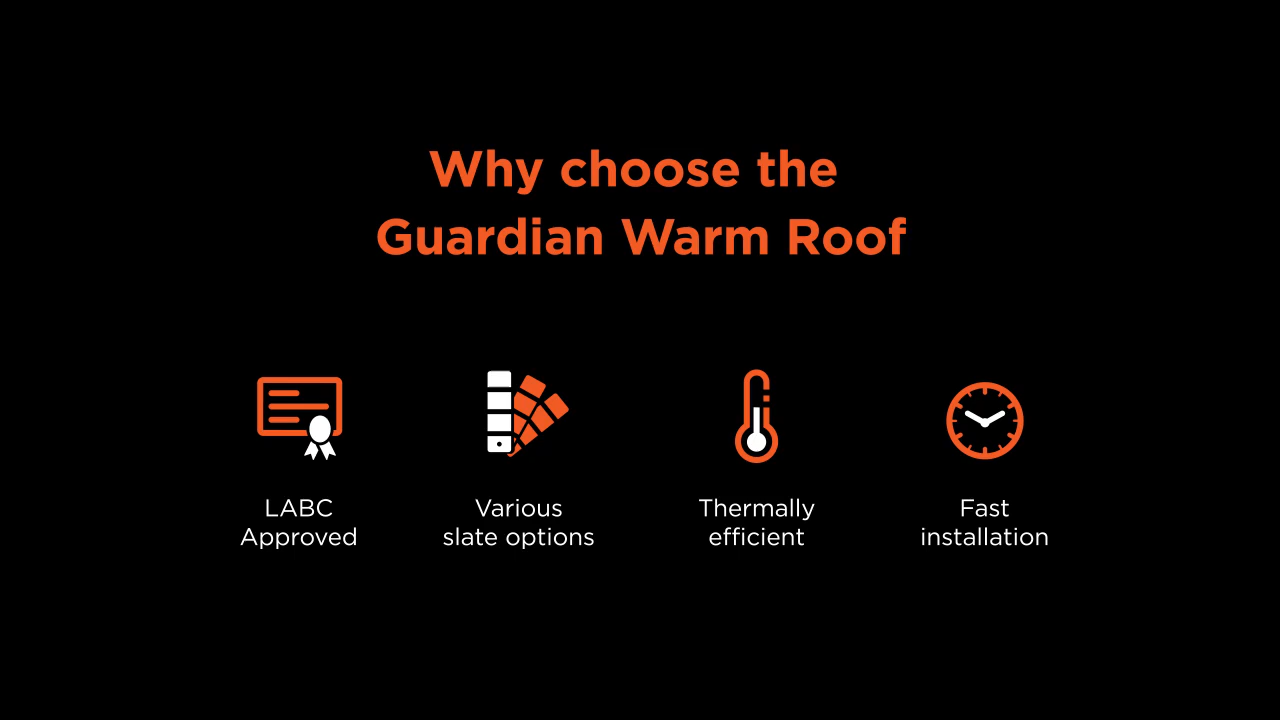 Why choose the
Guardian Warm Roof
LABC
Approved
Various
slate options
Thermally
efficient
Fast
installation